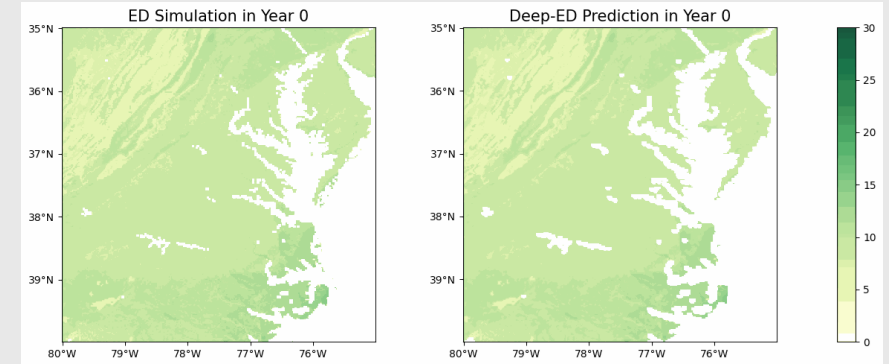 ED Simulation in Year 0
Deep-ED Prediction in Year 0
35°N
36°N
37°N
38°N
39°N
80°W 79°W 78°W 77°W 76°W
35°N
36°N
37°N
38°N
39°N
80°W 79°W 78°W 77°W 76°W
30
25
20
15
10
5
0